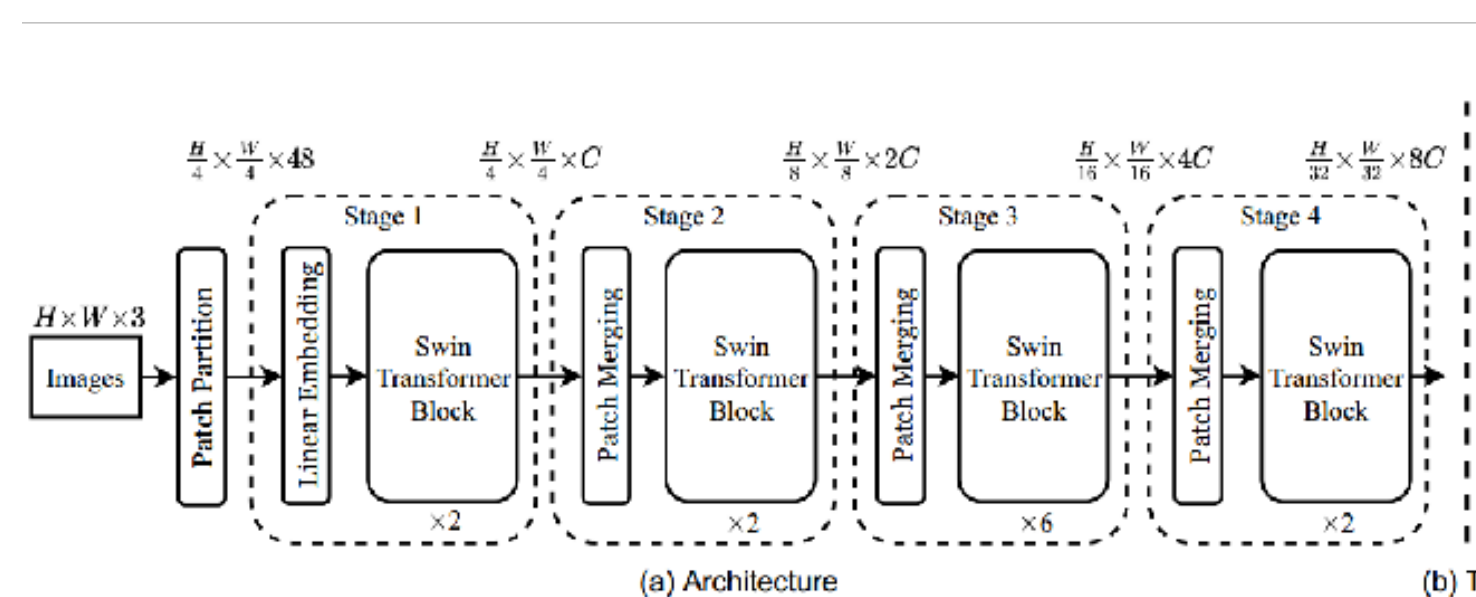 H/4 × W/4 × 48
H/4 × W/4 × C
H/8 × W/8 × 2C
H/16 × W/16 × 4C
H/32 × W/32 × 8C
Stage 1
Stage 2
Stage 3
Stage 4
H×W×3
Images
Patch Partition
Linear Embedding
Swin
Transformer
Block
×2
Patch Merging
Swin
Transformer
Block
×2
Patch Merging
Swin
Transformer
Block
×6
Patch Merging
Swin
Transformer
Block
×2
(a) Architecture
(b) T